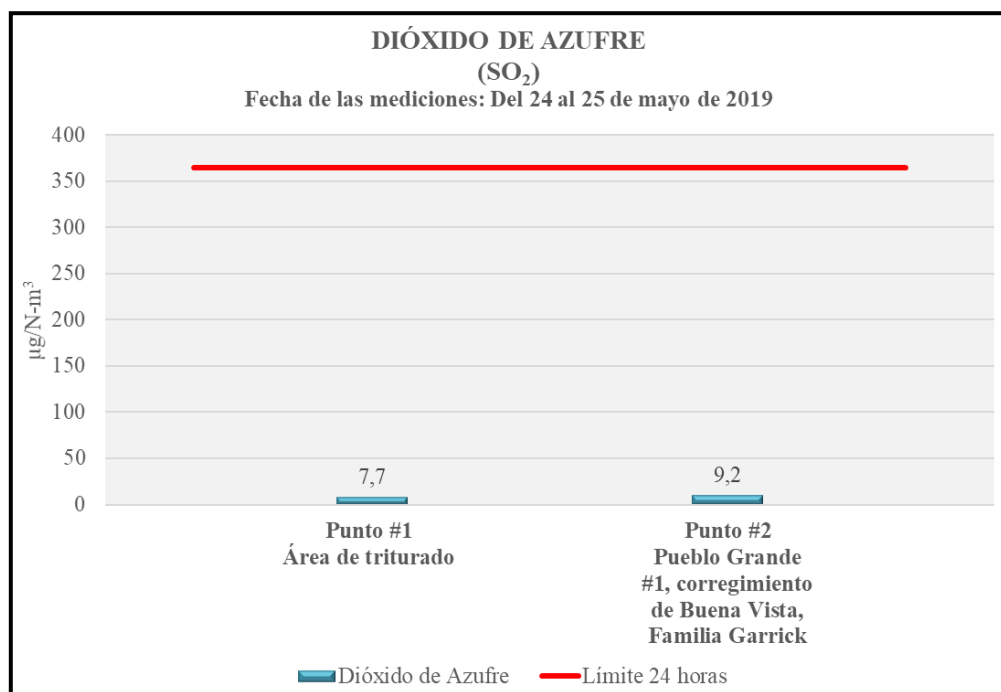 DIÓXIDO DE AZUFRE
(SO₂)
Fecha de las mediciones: Del 24 al 25 de mayo de 2019
µg/N-m³
400
350
300
250
200
150
100
50
0
7,7
9,2
Punto #1
Área de triturado
Punto #2
Pueblo Grande
#1, corregimiento
de Buena Vista,
Familia Garrick
Dióxido de Azufre
Límite 24 horas